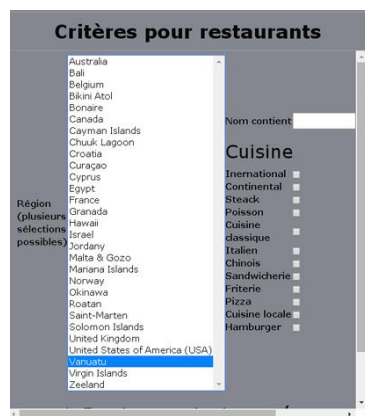 Critères pour restaurants
Australia
Bali
Belgium
Bikini Atol
Bonaire
Canada
Cayman Islands
Chuuk Lagoon
Croatia
Curaçao
Cyprus
Egypt
France
Granada
Hawaii
Israel
Jordany
Malta & Gozo
Mariana Islands
Norway
Okinawa
Roatan
Saint-Marten
Solomon Islands
United Kingdom
United States of America (USA)
Vanuatu
Virgin Islands
Zeeland
Région
(plusieurs
sélections
possibles)
Nom contient
Cuisine
Inernational
Continental
Steack
Poisson
Cuisine
classique
Italien
Chinois
Sandwicherie
Friterie
Pizza
Cuisine locale
Hamburger